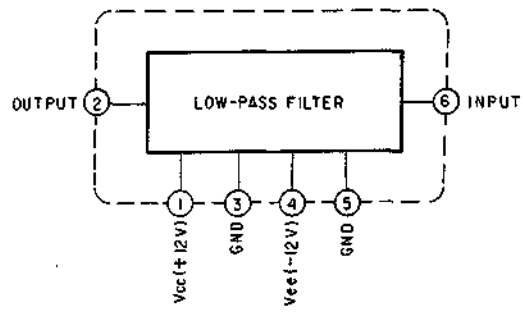 LOW-PASS FILTER
OUTPUT 2
6 INPUT
1 3 4 5
Vcc(+12V)
GND
Vee(-12V)
GND